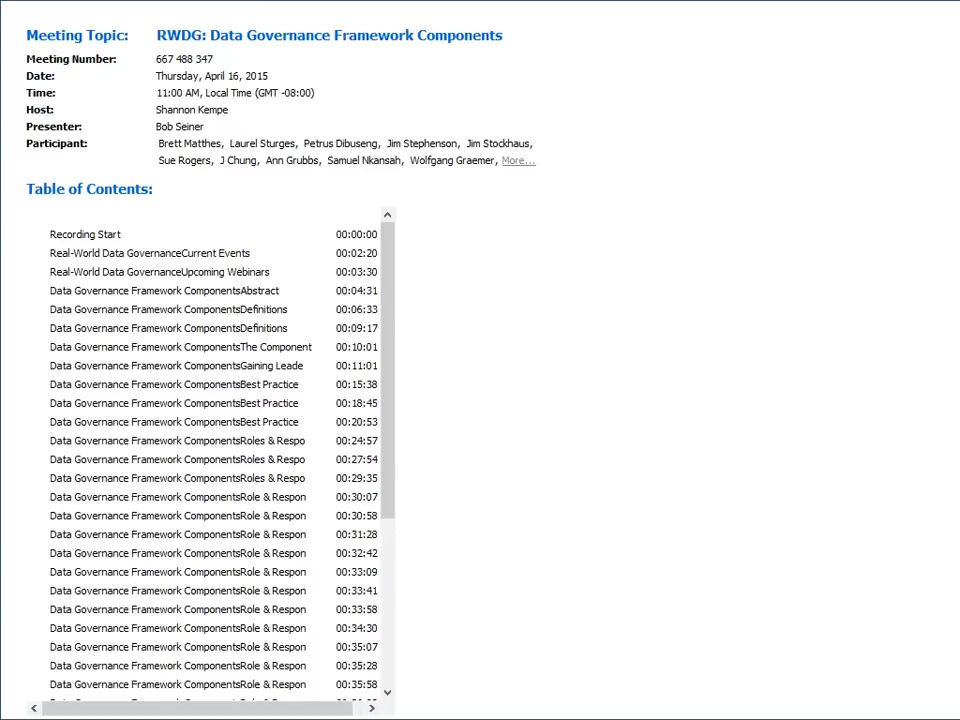 Meeting Topic: RWDG: Data Governance Framework Components
Meeting Number: 667 488 347
Date: Thursday, April 16, 2015
Time: 11:00 AM, Local Time (GMT -08:00)
Host: Shannon Kempe
Presenter: Bob Seiner
Participant: Brett Matthes, Laurel Sturges, Petrus Dibuseng, Jim Stephenson, Jim Stockhaus,
Sue Rogers, J Chung, Ann Grubbs, Samuel Nkansah, Wolfgang Graemer, More...
Table of Contents:
Recording Start 00:00:00
Real-World Data GovernanceCurrent Events 00:02:20
Real-World Data GovernanceUpcoming Webinars 00:03:30
Data Governance Framework ComponentsAbstract 00:04:31
Data Governance Framework ComponentsDefinitions 00:06:33
Data Governance Framework ComponentsDefinitions 00:09:17
Data Governance Framework ComponentsThe Component 00:10:01
Data Governance Framework ComponentsGaining Leade 00:11:01
Data Governance Framework ComponentsBest Practice 00:15:38
Data Governance Framework ComponentsBest Practice 00:18:45
Data Governance Framework ComponentsBest Practice 00:20:53
Data Governance Framework ComponentsRoles & Respo 00:24:57
Data Governance Framework ComponentsRoles & Respo 00:27:54
Data Governance Framework ComponentsRoles & Respo 00:29:35
Data Governance Framework ComponentsRole & Respon 00:30:07
Data Governance Framework ComponentsRole & Respon 00:30:58
Data Governance Framework ComponentsRole & Respon 00:31:28
Data Governance Framework ComponentsRole & Respon 00:32:42
Data Governance Framework ComponentsRole & Respon 00:33:09
Data Governance Framework ComponentsRole & Respon 00:33:41
Data Governance Framework ComponentsRole & Respon 00:33:58
Data Governance Framework ComponentsRole & Respon 00:34:30
Data Governance Framework ComponentsRole & Respon 00:35:07
Data Governance Framework ComponentsRole & Respon 00:35:28
Data Governance Framework ComponentsRole & Respon 00:35:58